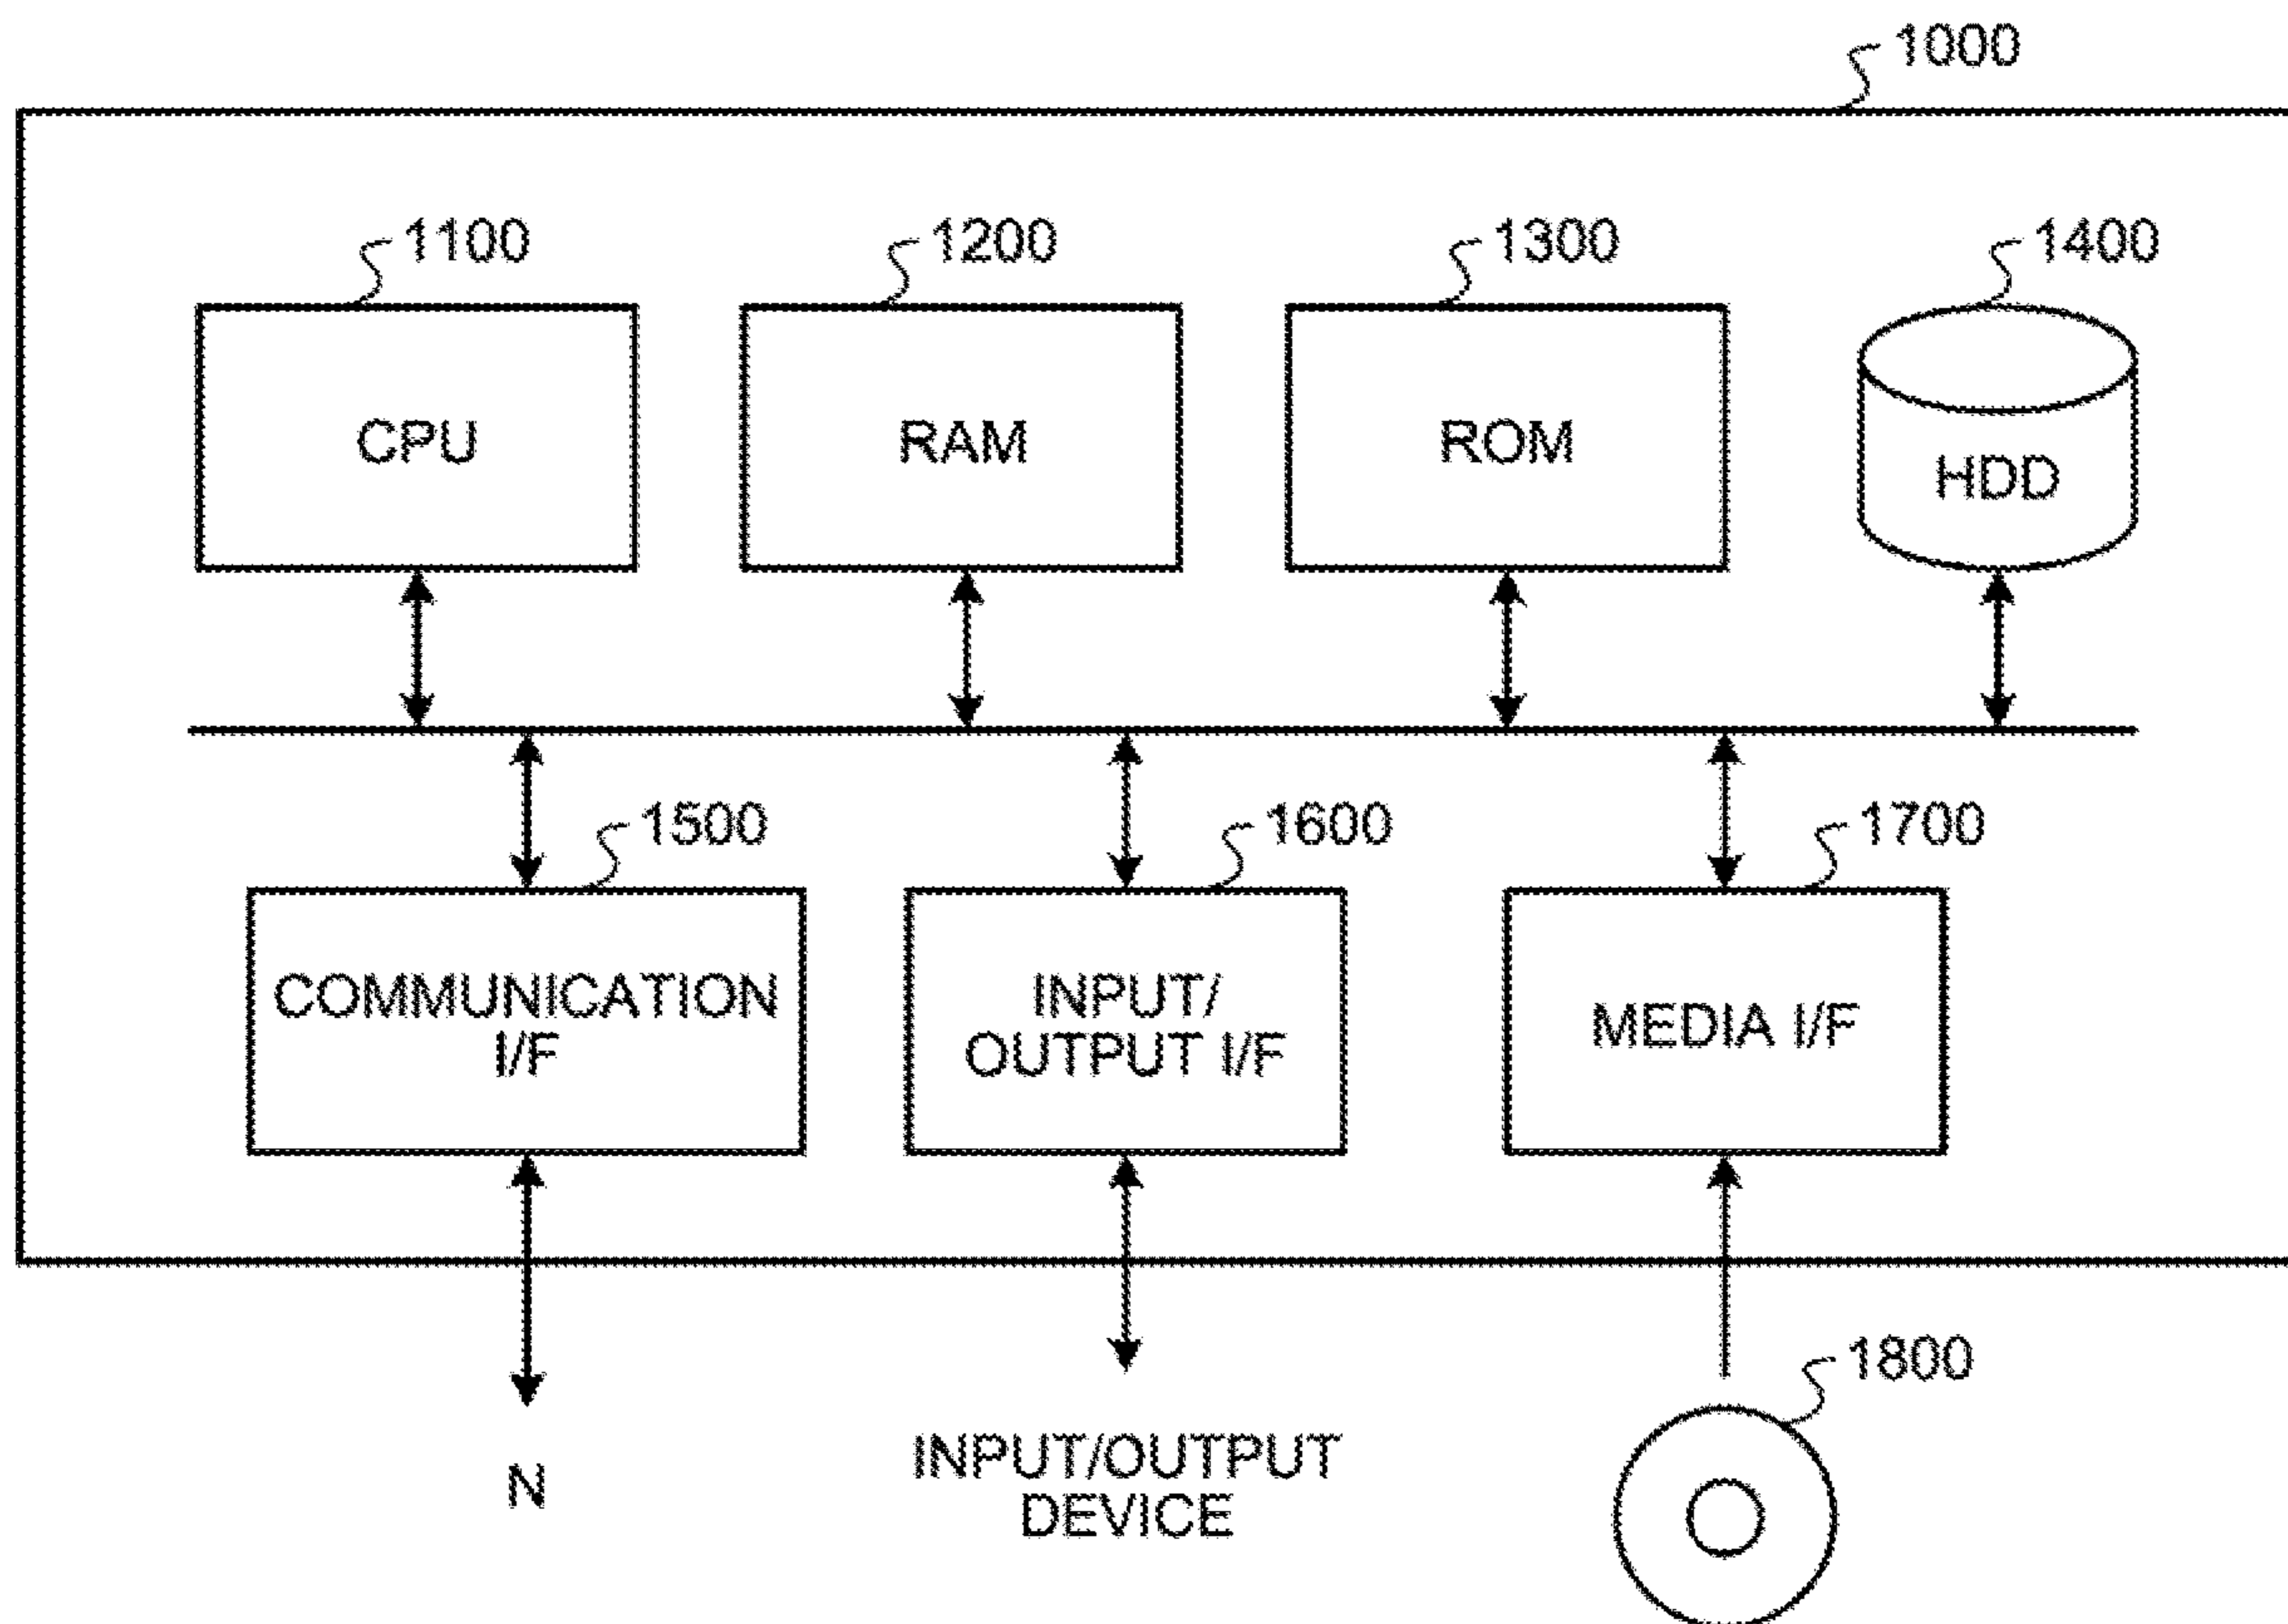 1000
1100
1200
1300
1400
CPU
RAM
ROM
HDD
1500
1600
1700
COMMUNICATION
I/F
INPUT/
OUTPUT I/F
MEDIA I/F
1800
N
INPUT/OUTPUT
DEVICE